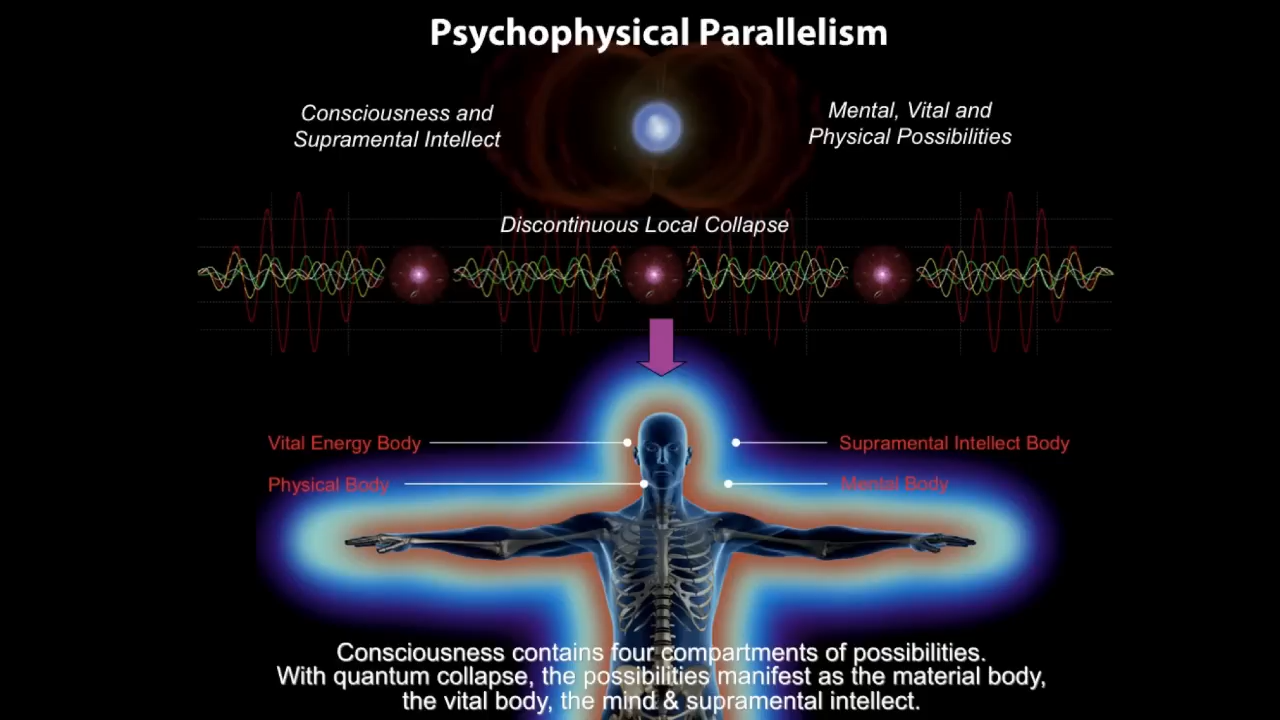 Psychophysical Parallelism
Consciousness and
Supramental Intellect
Mental, Vital and
Physical Possibilities
Discontinuous Local Collapse
Vital Energy Body
Supramental Intellect Body
Physical Body
Mental Body
Consciousness contains four compartments of possibilities.
With quantum collapse, the possibilities manifest as the material body,
the vital body, the mind & supramental intellect.